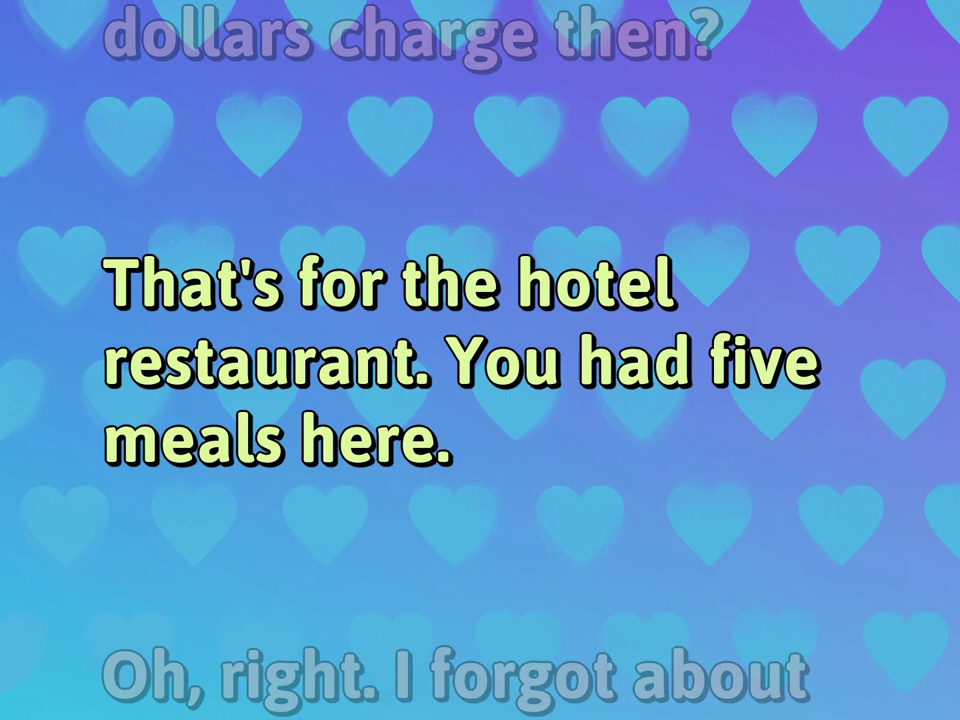 dollars charge then?
That's for the hotel
restaurant. You had five
meals here.
Oh, right. I forgot about